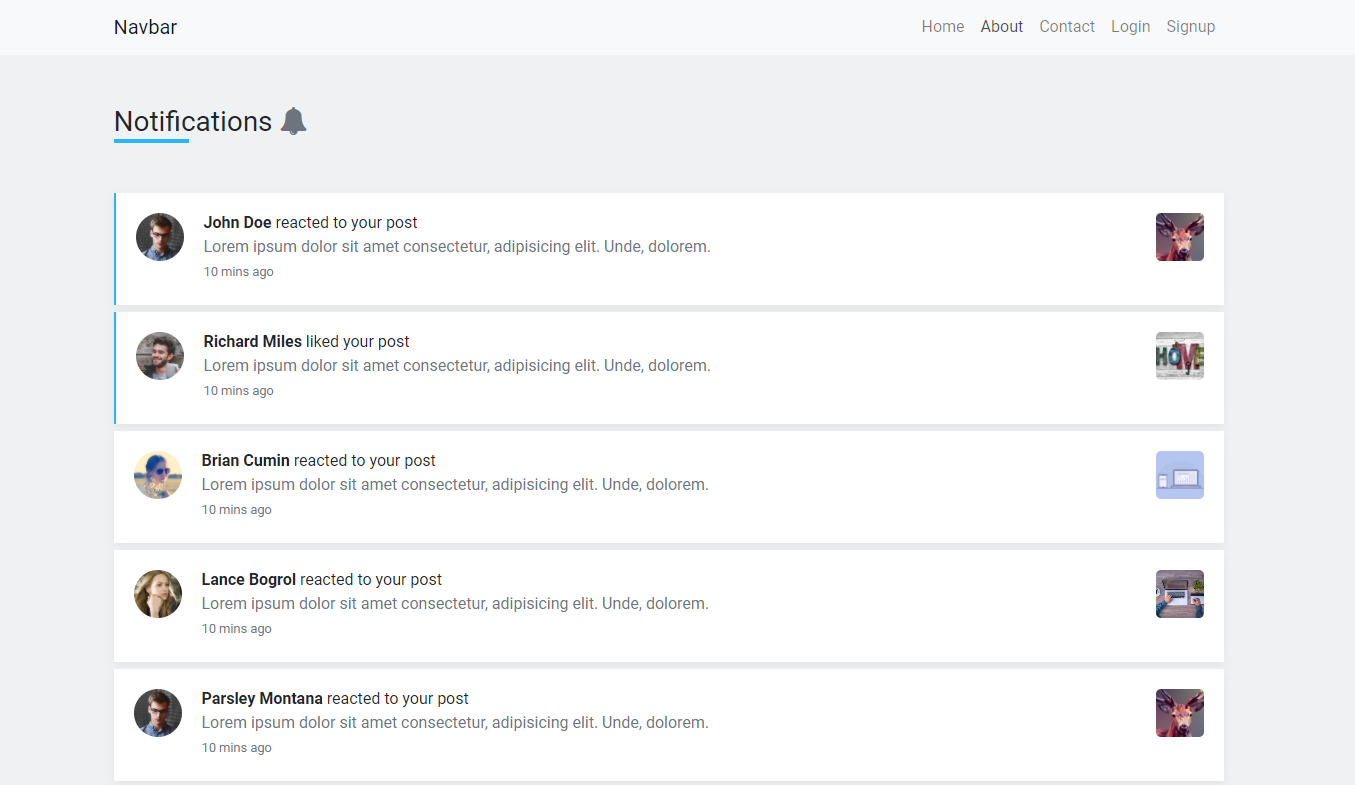 Navbar
Home About Contact Login Signup
Notifications
John Doe reacted to your post
Lorem ipsum dolor sit amet consectetur, adipisicing elit. Unde, dolorem.
10 mins ago
Richard Miles liked your post
Lorem ipsum dolor sit amet consectetur, adipisicing elit. Unde, dolorem.
10 mins ago
HOME
Brian Cumin reacted to your post
Lorem ipsum dolor sit amet consectetur, adipisicing elit. Unde, dolorem.
10 mins ago
Lance Bogrol reacted to your post
Lorem ipsum dolor sit amet consectetur, adipisicing elit. Unde, dolorem.
10 mins ago
Parsley Montana reacted to your post
Lorem ipsum dolor sit amet consectetur, adipisicing elit. Unde, dolorem.
10 mins ago